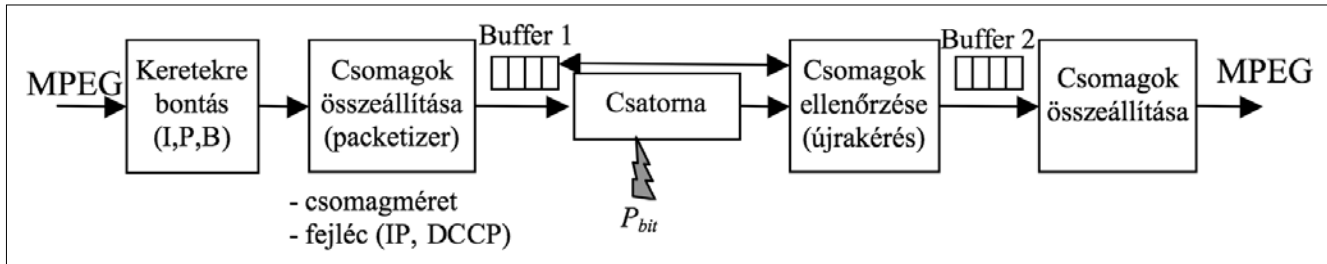 MPEG
Keretekre
bontás
(I,P,B)
Csomagok
összeállítása
(packetizer)
- csomagméret
- fejléc (IP, DCCP)
Buffer 1
Csatorna
P_bit
Csomagok
ellenőrzése
(újrakérés)
Buffer 2
Csomagok
összeállítása
MPEG